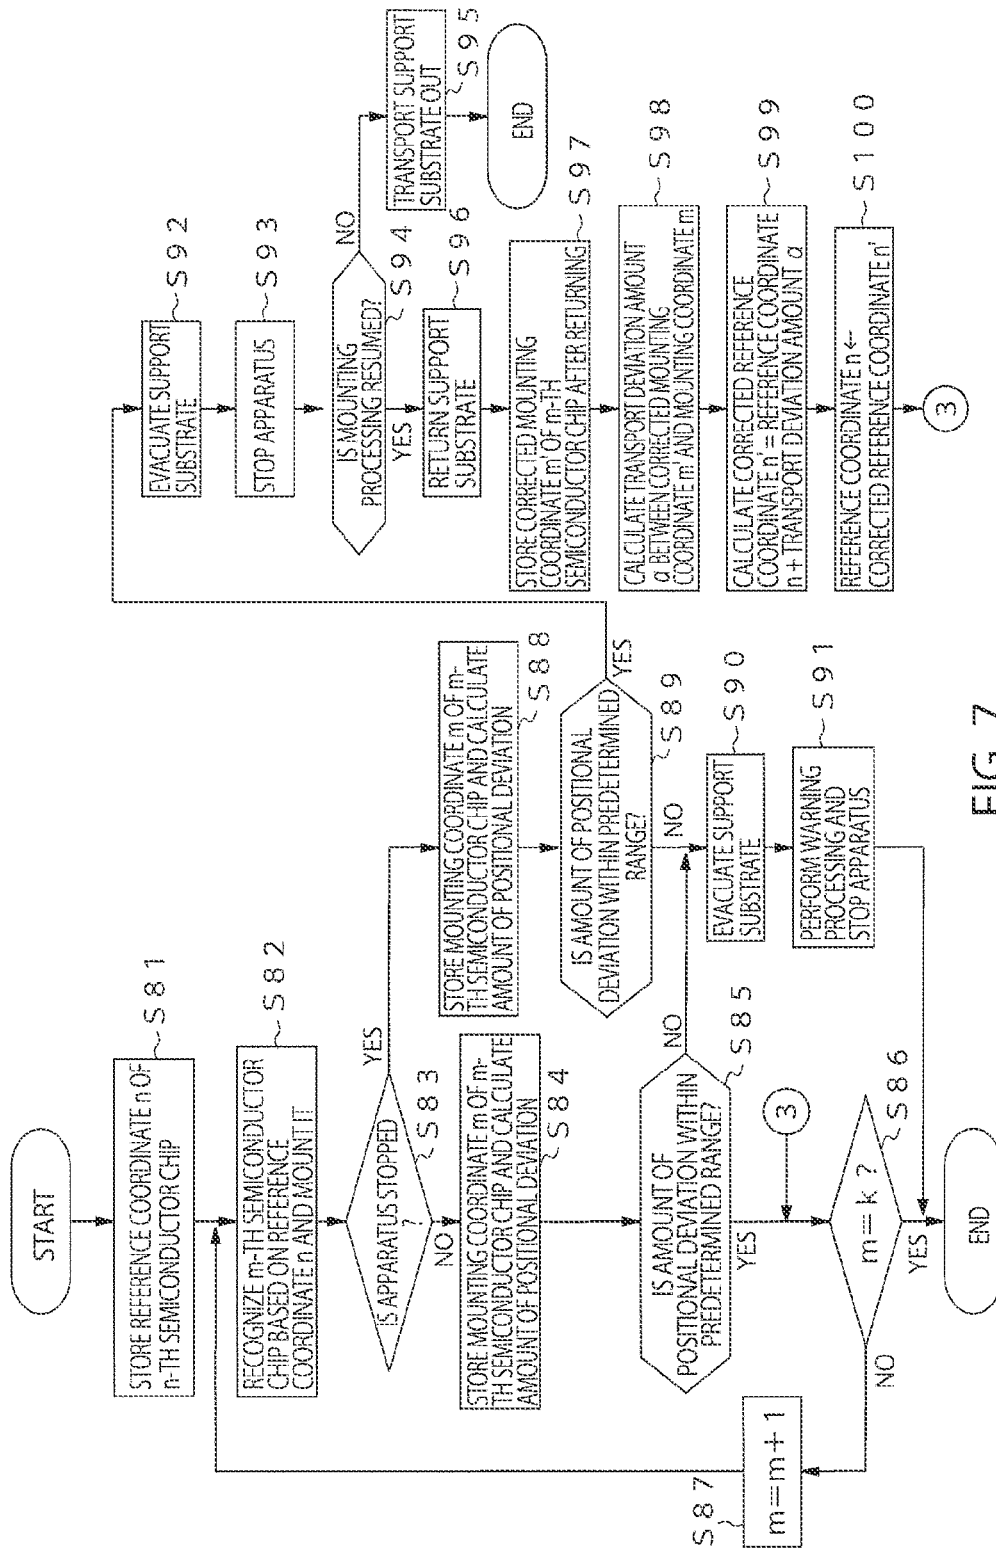 START
STORE REFERENCE COORDINATE n OF
n-TH SEMICONDUCTOR CHIP
S81
RECOGNIZE m-TH SEMICONDUCTOR
CHIP BASED ON REFERENCE
COORDINATE n AND MOUNT IT
S82
IS APPARATUS STOPPED
?
S83
YES
NO
STORE MOUNTING COORDINATE m OF m-
TH SEMICONDUCTOR CHIP AND CALCULATE
AMOUNT OF POSITIONAL DEVIATION
S84
IS AMOUNT OF
POSITIONAL DEVIATION WITHIN
PREDETERMINED RANGE?
S85
NO
YES
3
m=k?
S86
NO
YES
S87
m=m+1
END
STORE MOUNTING COORDINATE m OF m-
TH SEMICONDUCTOR CHIP AND CALCULATE
AMOUNT OF POSITIONAL DEVIATION
S88
IS AMOUNT OF POSITIONAL
DEVIATION WITHIN PREDETERMINED
RANGE?
S89
YES
NO
EVACUATE SUPPORT
SUBSTRATE
S90
PERFORM WARNING
PROCESSING AND
STOP APPARATUS
S91
EVACUATE SUPPORT
SUBSTRATE
S92
STOP APPARATUS
S93
IS MOUNTING
PROCESSING RESUMED?
S94
NO
YES
TRANSPORT SUPPORT
SUBSTRATE OUT
S95
END
RETURN SUPPORT
SUBSTRATE
S96
STORE CORRECTED MOUNTING
COORDINATE m' OF m-TH
SEMICONDUCTOR CHIP AFTER RETURNING
S97
CALCULATE TRANSPORT DEVIATION AMOUNT
α BETWEEN CORRECTED MOUNTING
COORDINATE m' AND MOUNTING COORDINATE m
S98
CALCULATE CORRECTED REFERENCE
COORDINATE n' = REFERENCE COORDINATE
n + TRANSPORT DEVIATION AMOUNT α
S99
REFERENCE COORDINATE n ←
CORRECTED REFERENCE COORDINATE n'
S100
3
FIG. 7